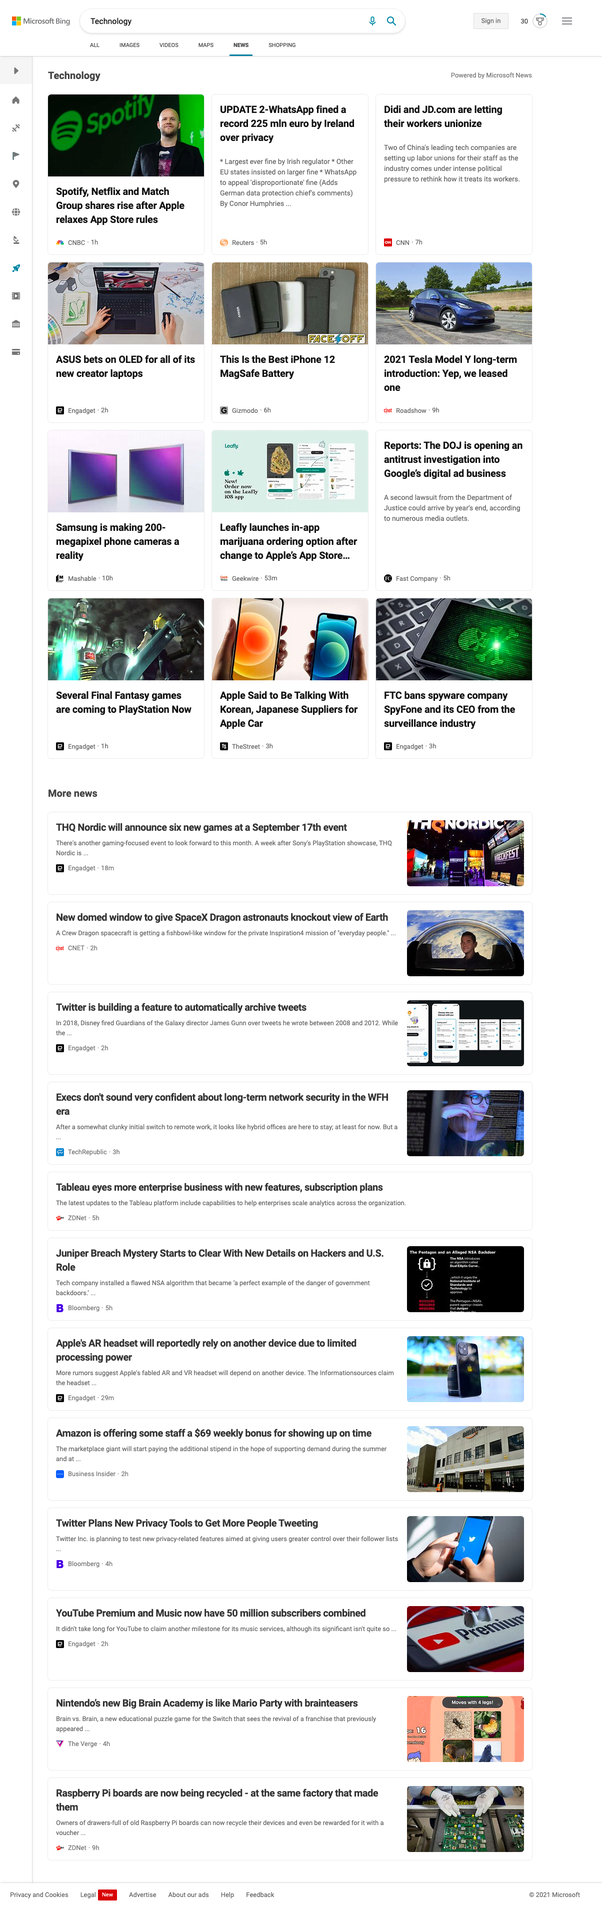 Microsoft Bing
Technology
Sign in
30
ALL
IMAGES
VIDEOS
MAPS
NEWS
SHOPPING
Technology
Powered by Microsoft News
Spotify
Spotify, Netflix and Match
Group shares rise after Apple
relaxes App Store rules
CNBC · 1h
UPDATE 2-WhatsApp fined a
record 225 mln euro by Ireland
over privacy
* Largest ever fine by Irish regulator * Other
EU states insisted on larger fine * WhatsApp
to appeal 'disproportionate' fine (Adds
German data protection chief's comments)
By Conor Humphries ...
Reuters · 5h
Didi and JD.com are letting
their workers unionize
Two of China's leading tech companies are
setting up labor unions for their staff as the
industry comes under intense political
pressure to rethink how it treats its workers.
CNN · 7h
ASUS bets on OLED for all of its
new creator laptops
Engadget · 2h
FACE OFF
This Is the Best iPhone 12
MagSafe Battery
Gizmodo · 6h
2021 Tesla Model Y long-term
introduction: Yep, we leased
one
Roadshow · 9h
Samsung is making 200-
megapixel phone cameras a
reality
Mashable · 10h
Leafly
New!
Order now
on the Leafly
iOS app
Leafly launches in-app
marijuana ordering option after
change to Apple's App Store...
Geekwire · 53m
Reports: The DOJ is opening an
antitrust investigation into
Google's digital ad business
A second lawsuit from the Department of
Justice could arrive by year's end, according
to numerous media outlets.
Fast Company · 5h
Several Final Fantasy games
are coming to PlayStation Now
Engadget · 1h
Apple Said to Be Talking With
Korean, Japanese Suppliers for
Apple Car
TheStreet · 3h
FTC bans spyware company
SpyFone and its CEO from the
surveillance industry
Engadget · 3h
More news
THQ Nordic will announce six new games at a September 17th event
There's another gaming-focused event to look forward to this month. A week after Sony's PlayStation showcase, THQ
Nordic is ...
Engadget · 18m
THQ NORDIC
WRECKFEST
New domed window to give SpaceX Dragon astronauts knockout view of Earth
A Crew Dragon spacecraft is getting a fishbowl-like window for the private Inspiration4 mission of "everyday people." ...
CNET · 2h
Twitter is building a feature to automatically archive tweets
In 2018, Disney fired Guardians of the Galaxy director James Gunn over tweets he wrote between 2008 and 2012. While
the ...
Engadget · 2h
Execs don't sound very confident about long-term network security in the WFH
era
After a somewhat clunky initial switch to remote work, it looks like hybrid offices are here to stay; at least for now. But a
...
TechRepublic · 3h
Tableau eyes more enterprise business with new features, subscription plans
The latest updates to the Tableau platform include capabilities to help enterprises scale analytics across the organization.
ZDNet · 5h
Juniper Breach Mystery Starts to Clear With New Details on Hackers and U.S.
Role
Tech company installed a flawed NSA algorithm that became 'a perfect example of the danger of government
backdoors.' ...
Bloomberg · 5h
The Pentagon and an Alleged NSA Backdoor
Apple's AR headset will reportedly rely on another device due to limited
processing power
More rumors suggest Apple's fabled AR and VR headset will depend on another device. The Informationsources claim
the headset ...
Engadget · 29m
Amazon is offering some staff a $69 weekly bonus for showing up on time
The marketplace giant will start paying the additional stipend in the hope of supporting demand during the summer
and at ...
Business Insider · 2h
Twitter Plans New Privacy Tools to Get More People Tweeting
Twitter Inc. is planning to test new privacy-related features aimed at giving users greater control over their follower lists
...
Bloomberg · 4h
YouTube Premium and Music now have 50 million subscribers combined
It didn't take long for YouTube to claim another milestone for its music services, although its significant isn't quite so ...
Engadget · 2h
Premium
Nintendo's new Big Brain Academy is like Mario Party with brainteasers
Brain vs. Brain, a new educational puzzle game for the Switch that sees the revival of a franchise that previously
appeared ...
The Verge · 4h
Moves with 4 legs!
16
Raspberry Pi boards are now being recycled - at the same factory that made
them
Owners of drawers-full of old Raspberry Pi boards can now recycle their devices and even be rewarded for it with a
voucher ...
ZDNet · 9h
Privacy and Cookies
Legal
New
Advertise
About our ads
Help
Feedback
© 2021 Microsoft